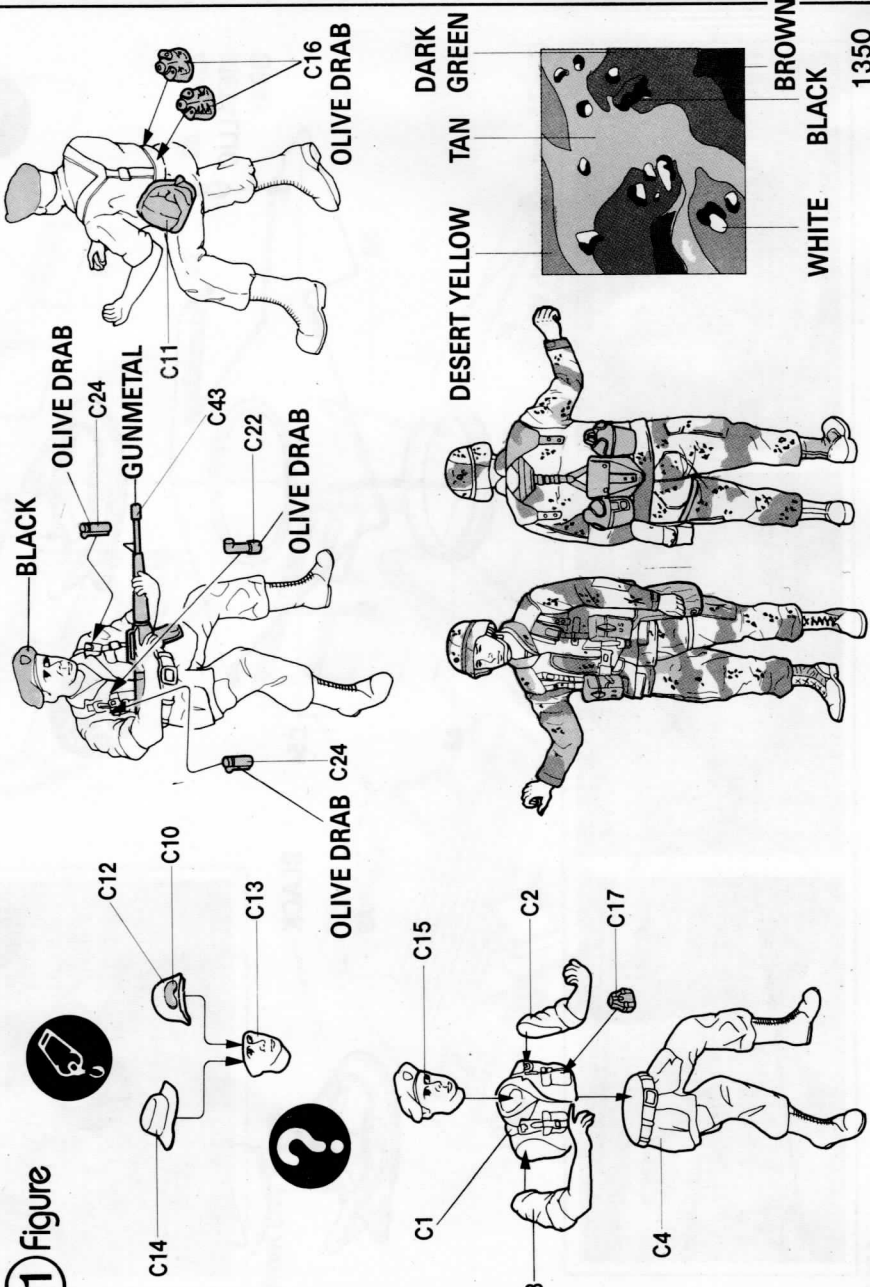 1 Figure
C14
C12
C10
C13
?
C15
C1
C2
C17
C4
BLACK
OLIVE DRAB
C24
GUNMETAL
C43
C22
OLIVE DRAB
C24
OLIVE DRAB
C11
C16
OLIVE DRAB
DESERT YELLOW
TAN
DARK
GREEN
WHITE
BLACK
BROWN
1350